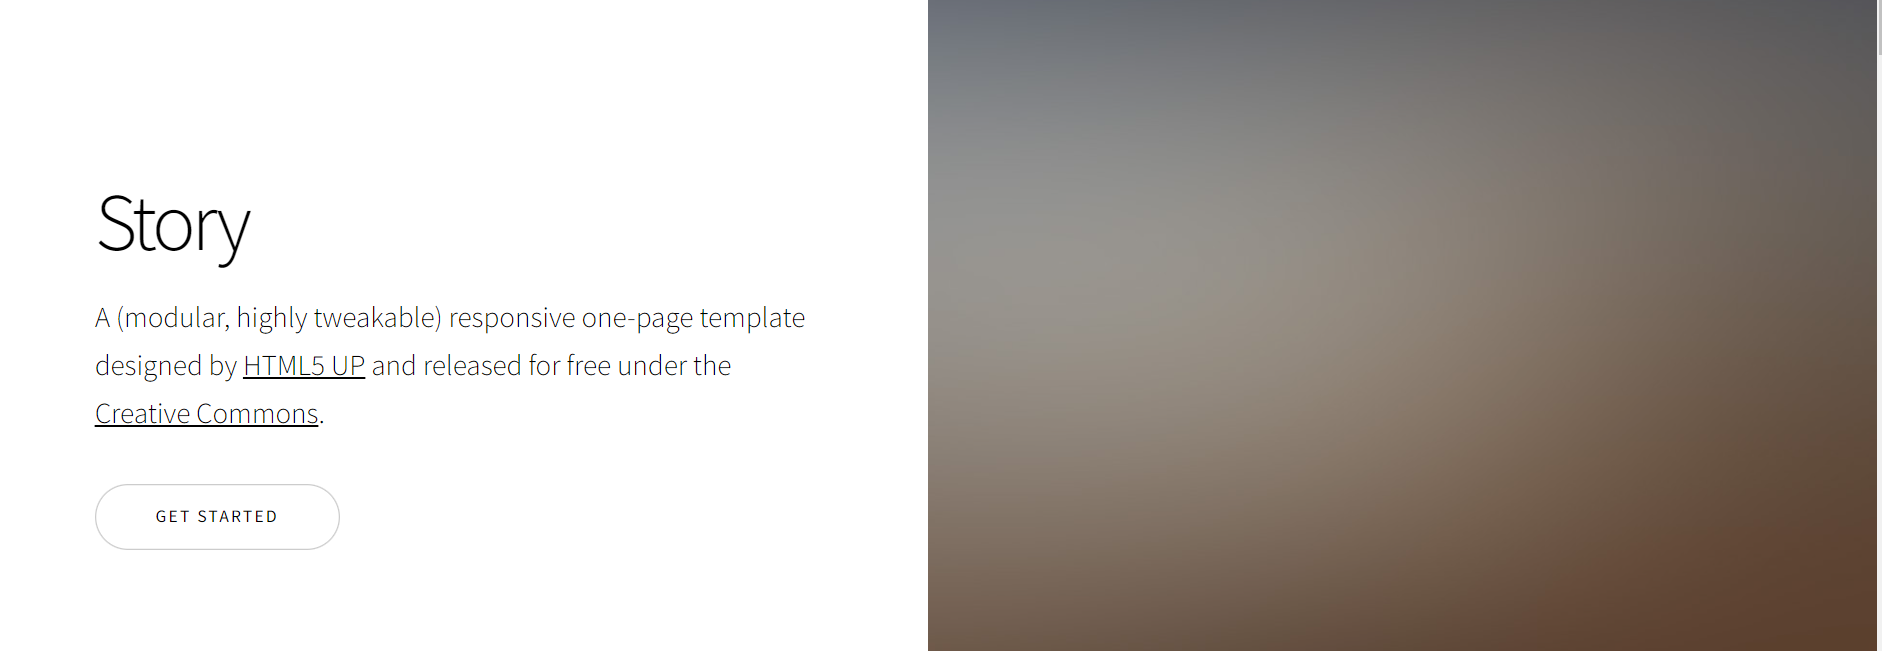 Story
A (modular, highly tweakable) responsive one-page template
designed by HTML5 UP and released for free under the
Creative Commons.
GET STARTED